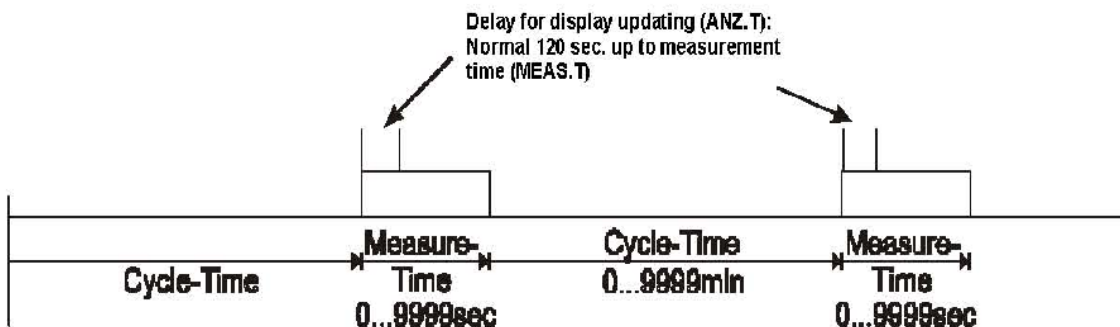 Delay for display updating (ANZ.T):
Normal 120 sec. up to measurement
time (MEAS.T)
Cycle-Time
Measure-
Time
0...9999sec
Cycle-Time
0...9999min
Measure-
Time
0...9999sec